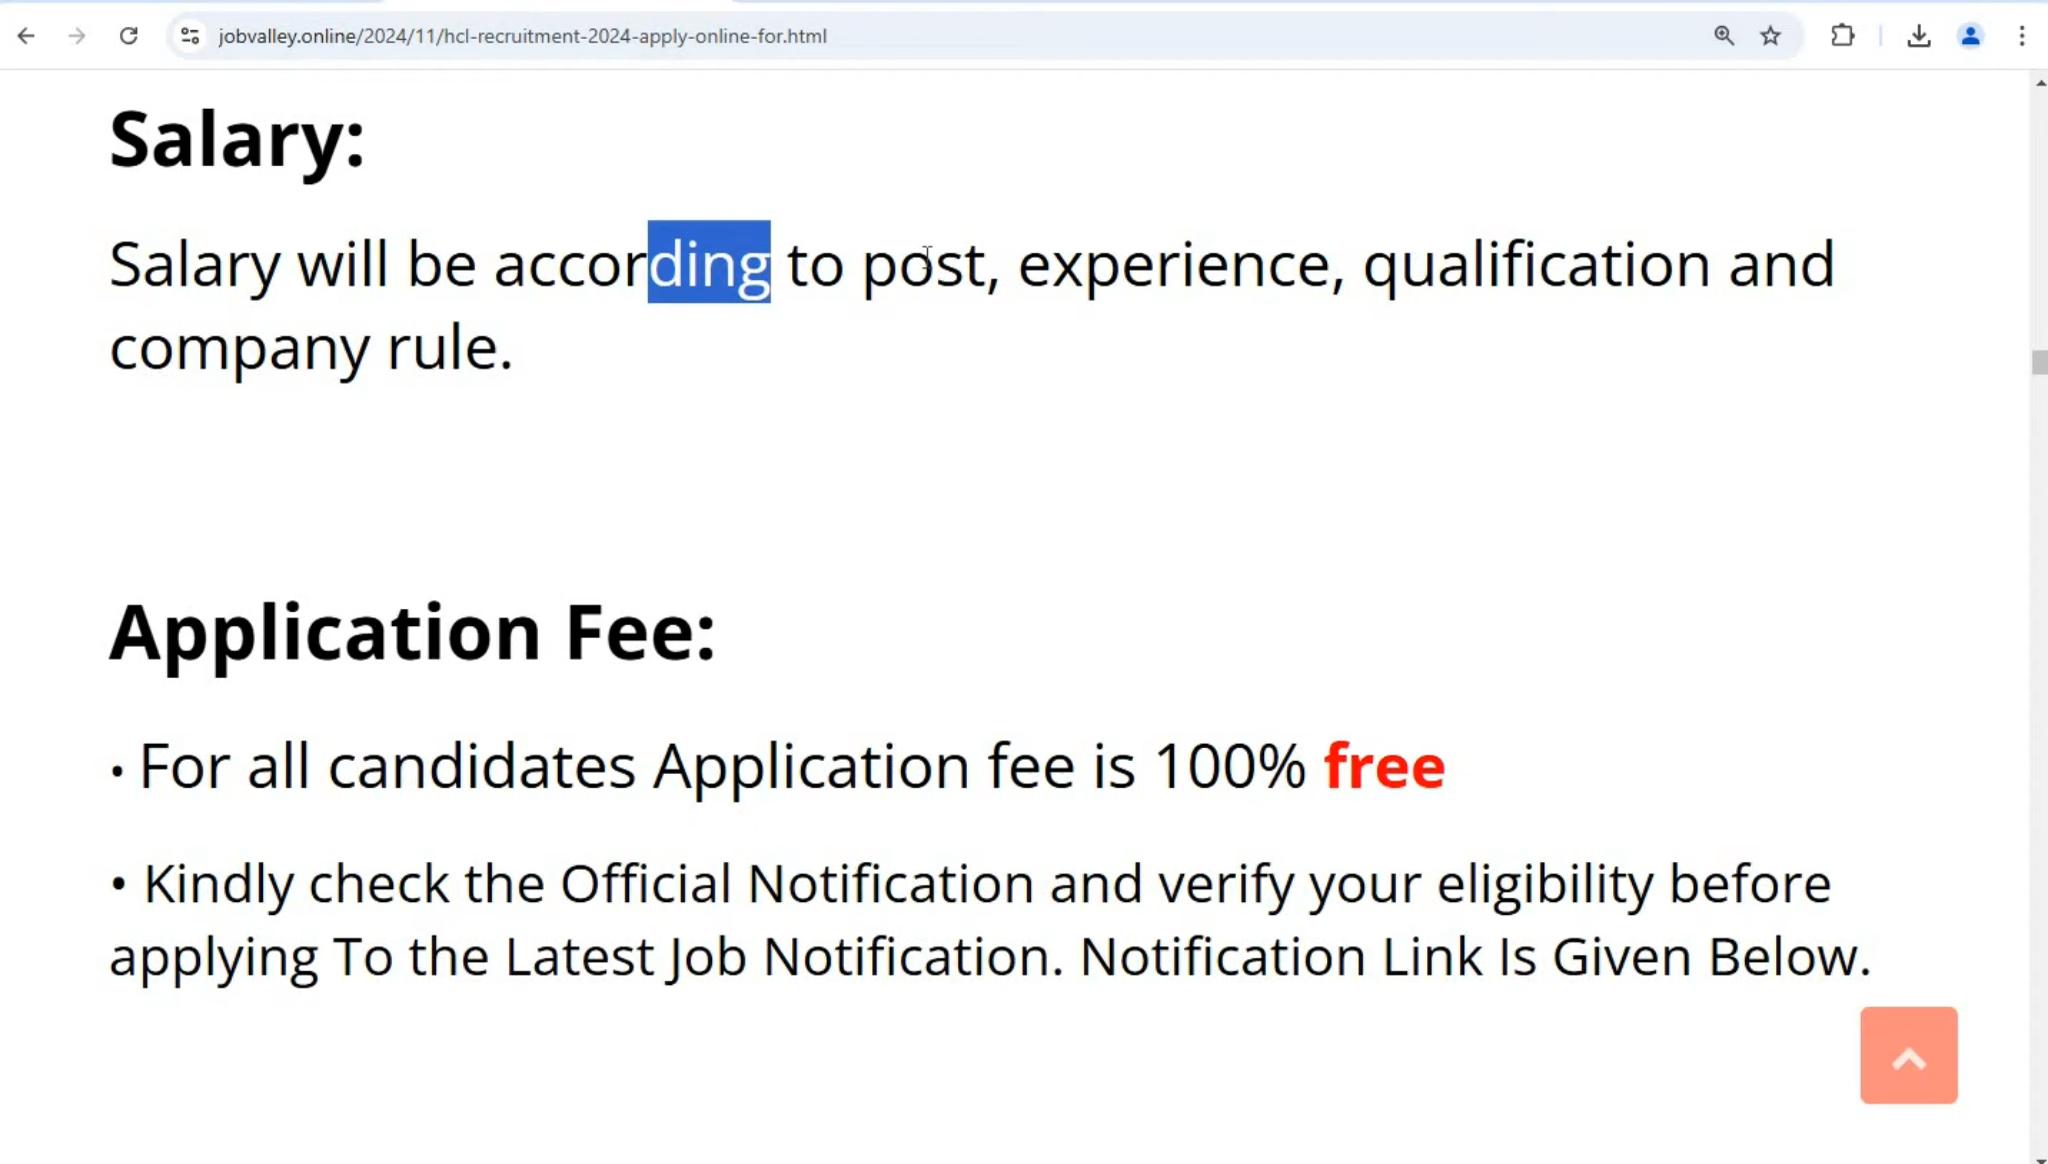 jobvalley.online/2024/11/hcl-recruitment-2024-apply-online-for.html
Salary:
Salary will be according to post, experience, qualification and
company rule.
Application Fee:
• For all candidates Application fee is 100% free
• Kindly check the Official Notification and verify your eligibility before
applying To the Latest Job Notification. Notification Link Is Given Below.